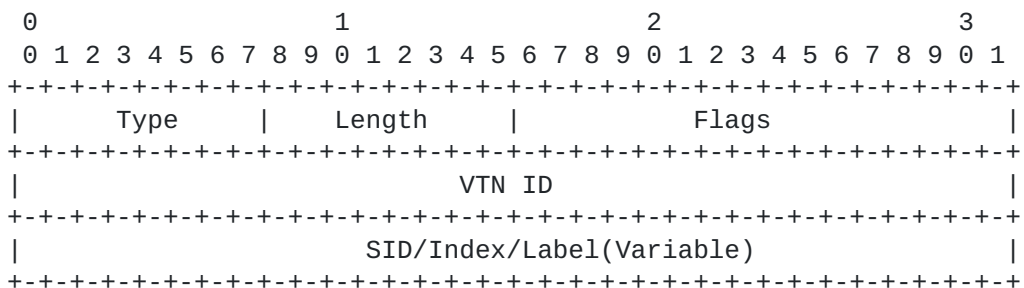 0                   1                   2                   3
 0 1 2 3 4 5 6 7 8 9 0 1 2 3 4 5 6 7 8 9 0 1 2 3 4 5 6 7 8 9 0 1
+-+-+-+-+-+-+-+-+-+-+-+-+-+-+-+-+-+-+-+-+-+-+-+-+-+-+-+-+-+-+-+-+
|      Type     |    Length     |           Flags               |
+-+-+-+-+-+-+-+-+-+-+-+-+-+-+-+-+-+-+-+-+-+-+-+-+-+-+-+-+-+-+-+-+
|                            VTN ID                             |
+-+-+-+-+-+-+-+-+-+-+-+-+-+-+-+-+-+-+-+-+-+-+-+-+-+-+-+-+-+-+-+-+
|                      SID/Index/Label(Variable)                |
+-+-+-+-+-+-+-+-+-+-+-+-+-+-+-+-+-+-+-+-+-+-+-+-+-+-+-+-+-+-+-+-+